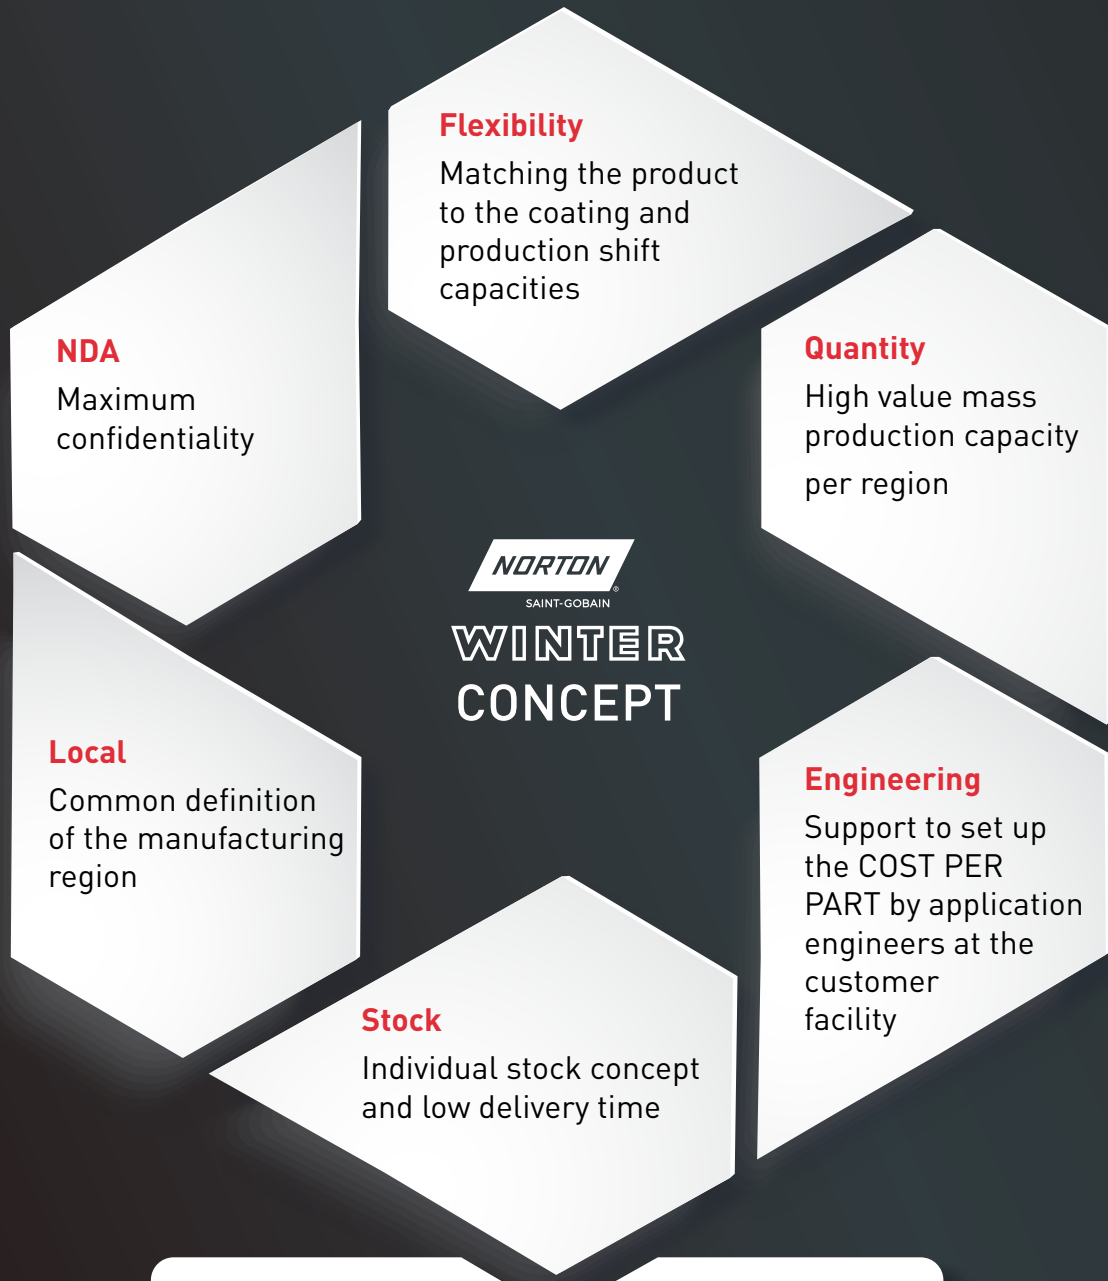 Flexibility
Matching the product
to the coating and
production shift
capacities
Quantity
High value mass
production capacity
per region
NDA
Maximum
confidentiality
NORTON
®
SAINT-GOBAIN
WINTER
CONCEPT
Local
Common definition
of the manufacturing
region
Engineering
Support to set up
the COST PER
PART by application
engineers at the
customer
facility
Stock
Individual stock concept
and low delivery time